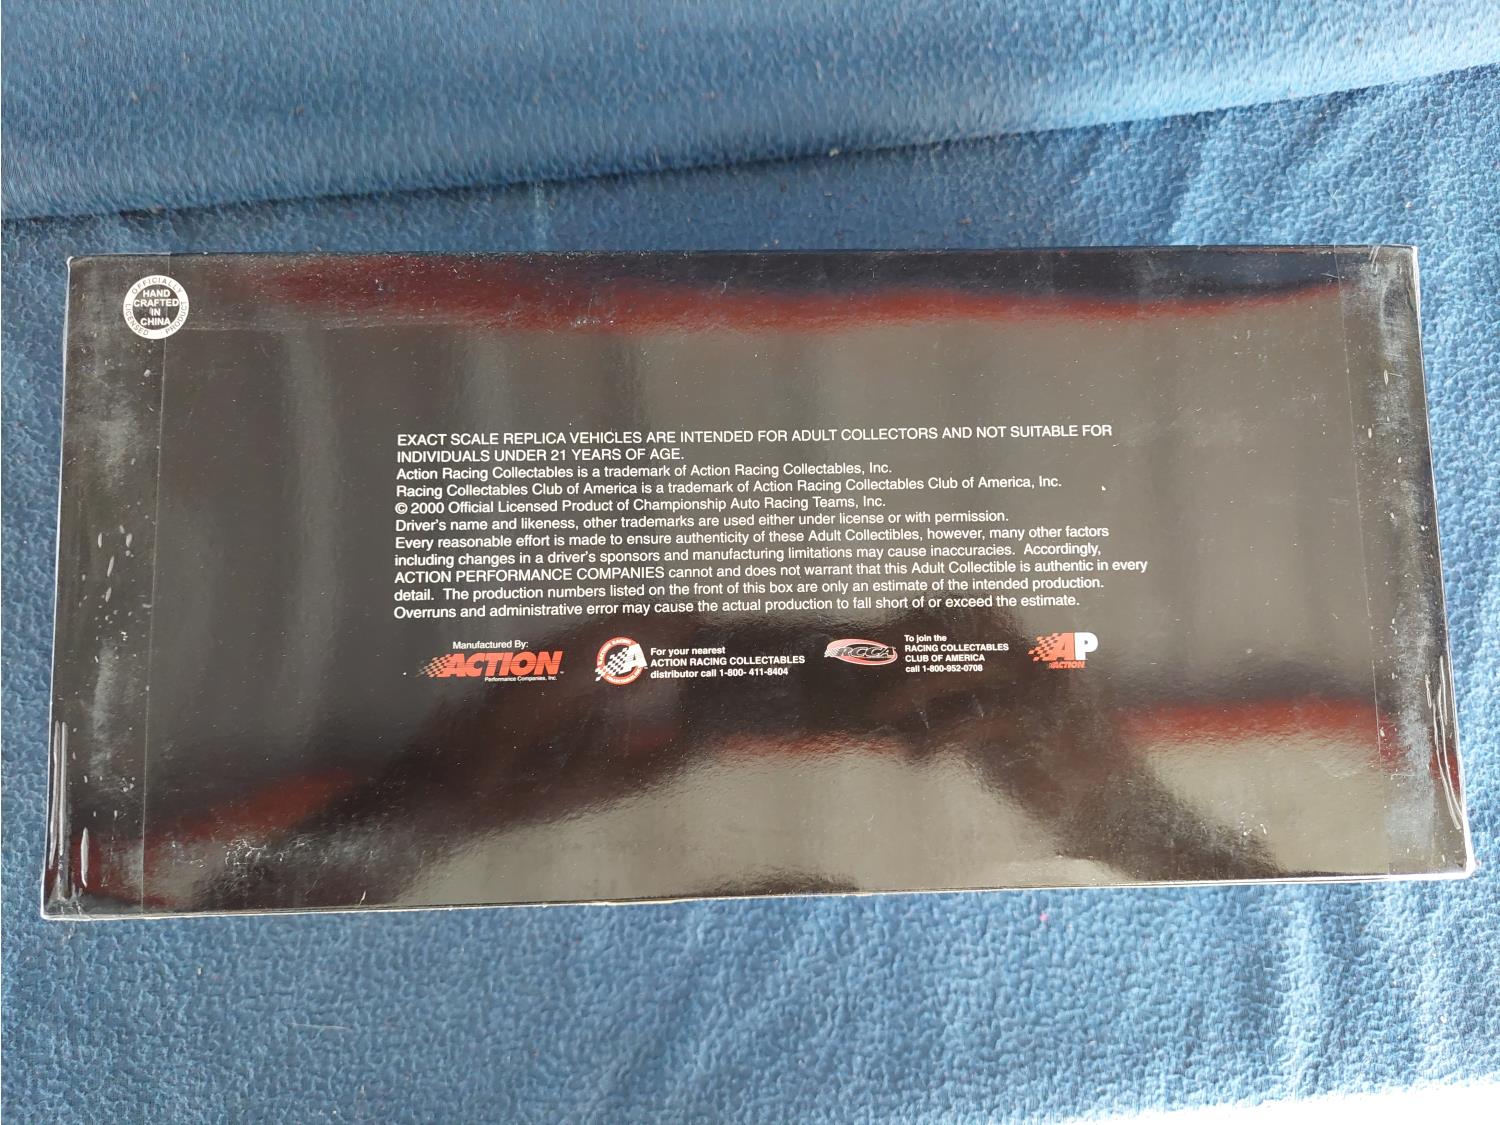 OFFICIALLY
HAND
CRAFTED
IN
CHINA
LICENSED PRODUCT
EXACT SCALE REPLICA VEHICLES ARE INTENDED FOR ADULT COLLECTORS AND NOT SUITABLE FOR
INDIVIDUALS UNDER 21 YEARS OF AGE.
Action Racing Collectables is a trademark of Action Racing Collectables, Inc.
Racing Collectables Club of America is a trademark of Action Racing Collectables Club of America, Inc.
© 2000 Official Licensed Product of Championship Auto Racing Teams, Inc.
Driver's name and likeness, other trademarks are used either under license or with permission.
Every reasonable effort is made to ensure authenticity of these Adult Collectibles, however, many other factors
including changes in a driver's sponsors and manufacturing limitations may cause inaccuracies. Accordingly,
ACTION PERFORMANCE COMPANIES cannot and does not warrant that this Adult Collectible is authentic in every
detail. The production numbers listed on the front of this box are only an estimate of the intended production.
Overruns and administrative error may cause the actual production to fall short of or exceed the estimate.
Manufactured By:
ACTION
Performance Companies, Inc.
A
For your nearest
ACTION RACING COLLECTABLES
distributor call 1-800- 411-8404
RCCA
To join the
RACING COLLECTABLES
CLUB OF AMERICA
call 1-800-952-0708
AP
ACTION